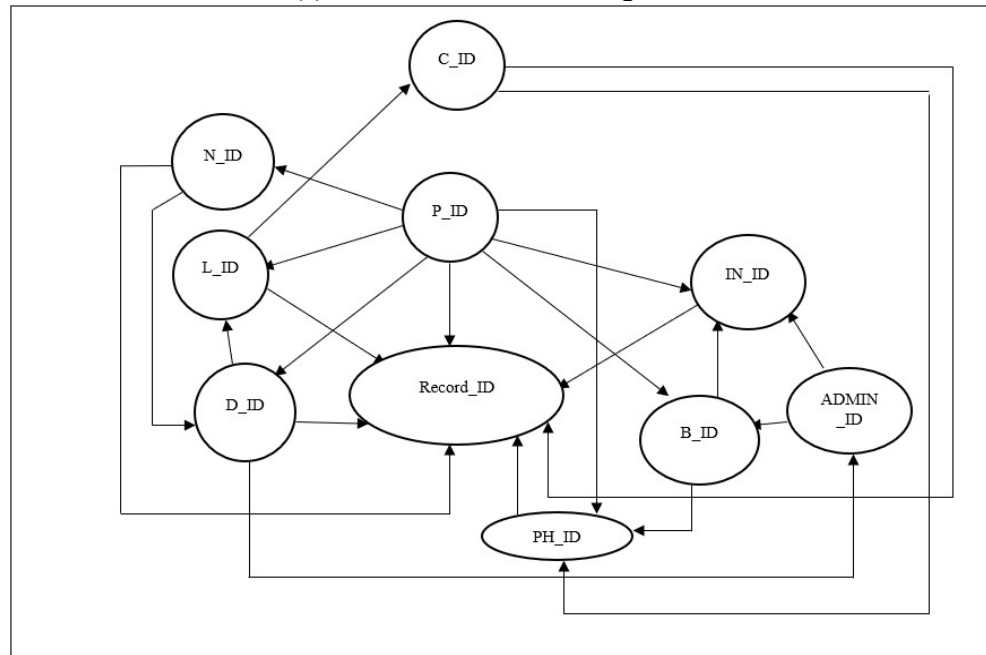 C_ID
N_ID
P_ID
L_ID
IN_ID
Record_ID
D_ID
ADMIN
_ID
B_ID
PH_ID